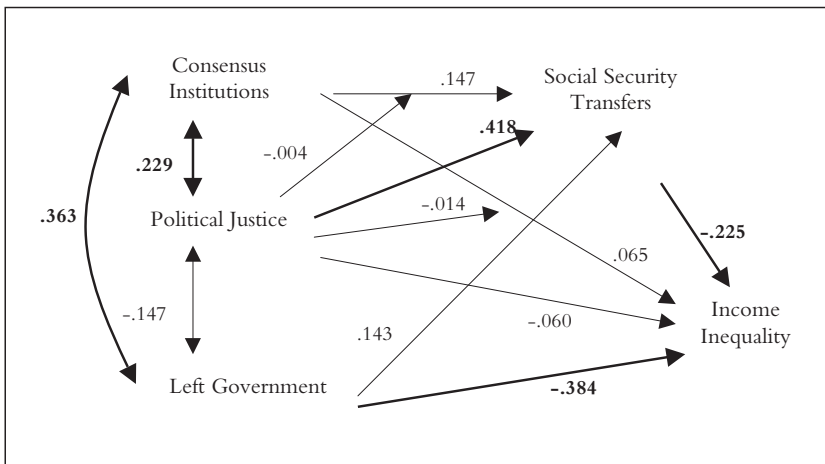 Consensus
Institutions
Social Security
Transfers
.147
.418
-.004
.229
Political Justice
-.014
.363
-.225
.065
Income
Inequality
-.147
-.060
.143
Left Government
-.384